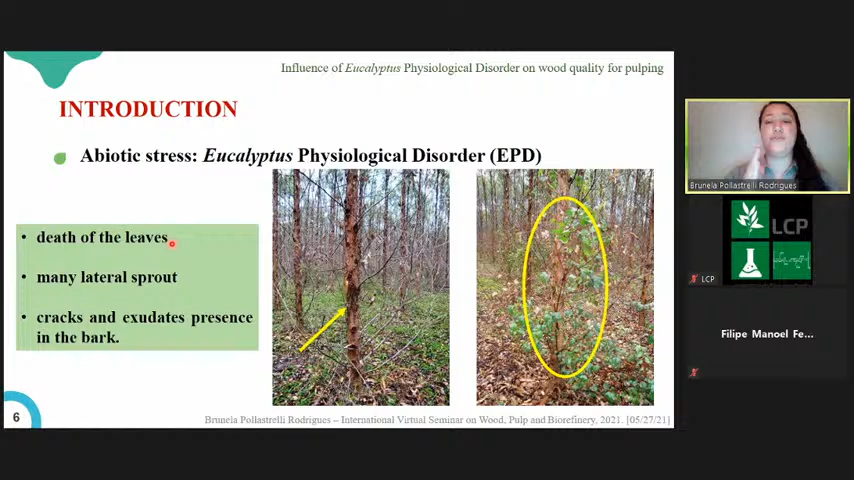 Influence of Eucalyptus Physiological Disorder on wood quality for pulping
INTRODUCTION
Abiotic stress: Eucalyptus Physiological Disorder (EPD)
• death of the leaves
• many lateral sprout
• cracks and exudates presence
in the bark.
6
Brunela Pollastrelli Rodrigues – International Virtual Seminar on Wood, Pulp and Biorefinery, 2021. [05/27/21]
Brunela Pollastrelli Rodrigues
LCP
LCP
Filipe Manoel Fe...